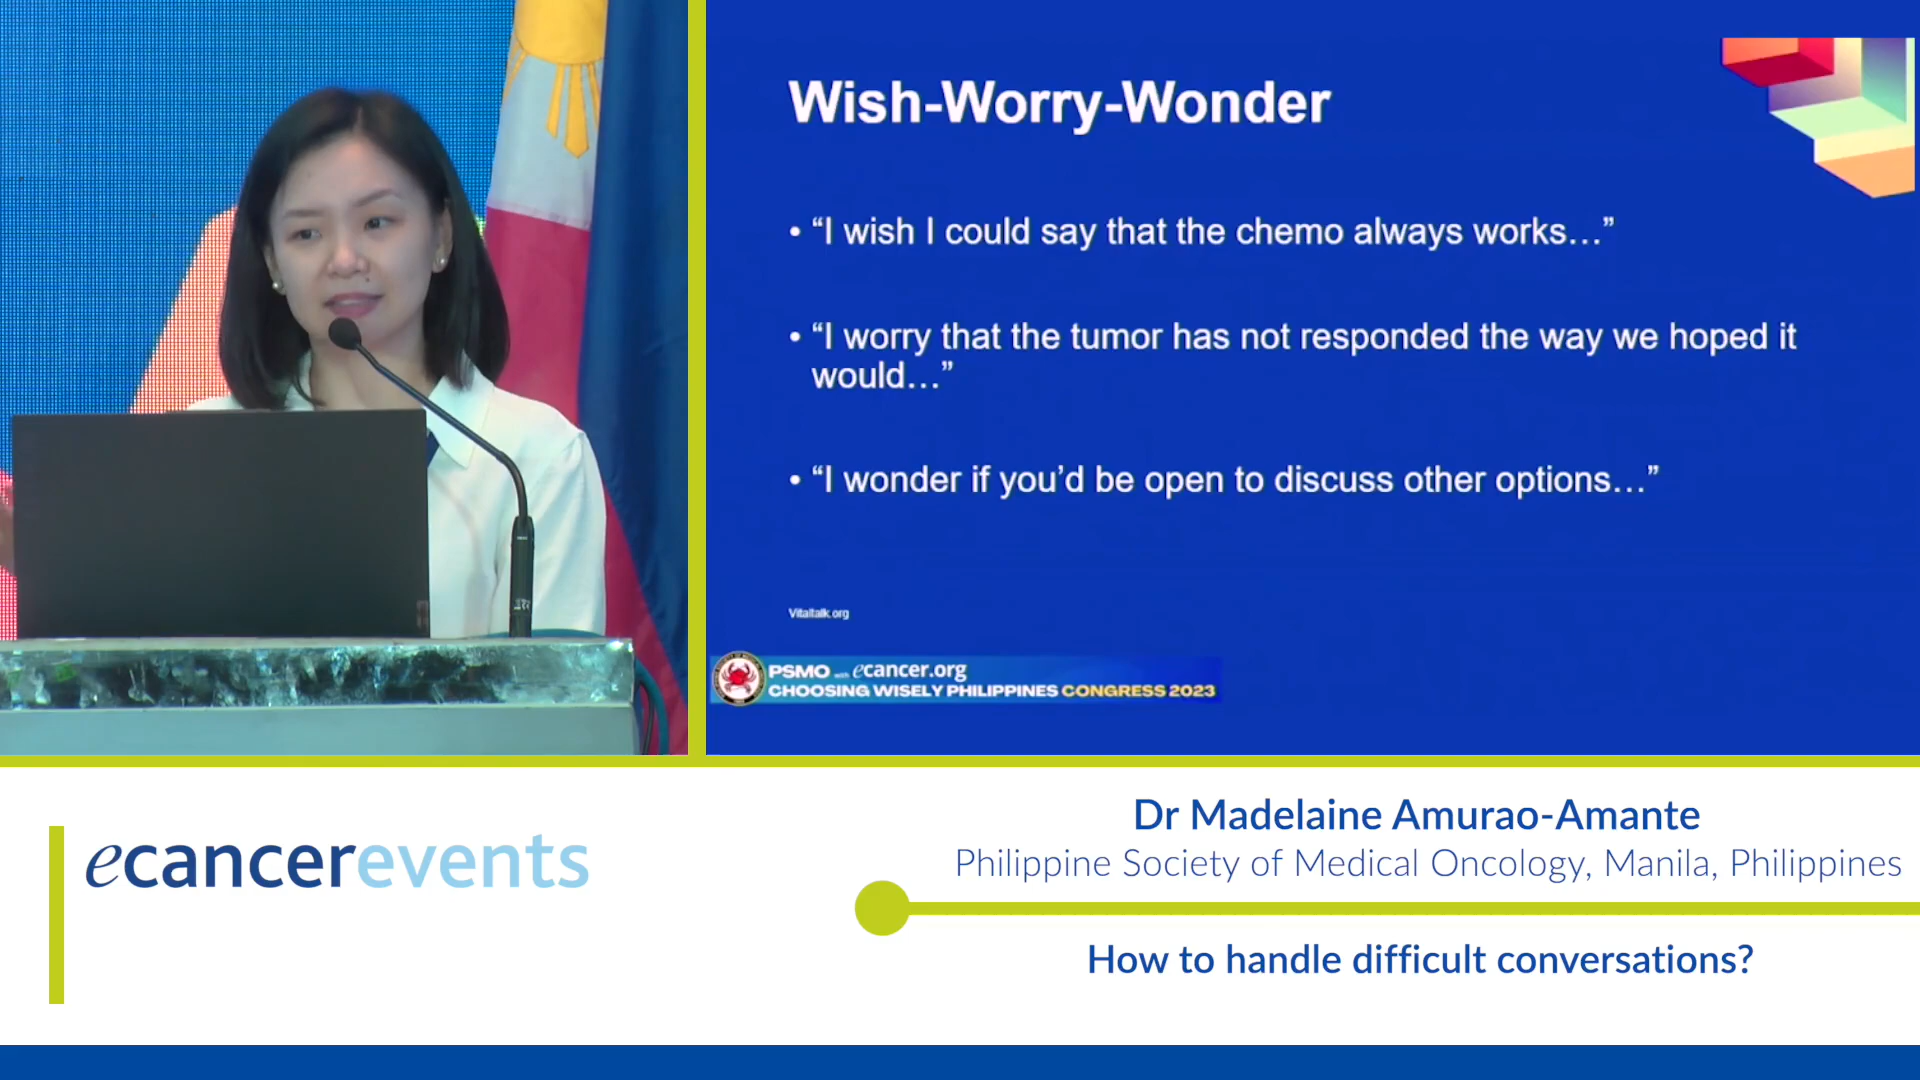 Wish-Worry-Wonder
• “I wish I could say that the chemo always works…”
• “I worry that the tumor has not responded the way we hoped it
would…”
• “I wonder if you’d be open to discuss other options…”
Vitaltalk.org
PSMO with ecancer.org
CHOOSING WISELY PHILIPPINES CONGRESS 2023
ecancerevents
Dr Madelaine Amurao-Amante
Philippine Society of Medical Oncology, Manila, Philippines
How to handle difficult conversations?